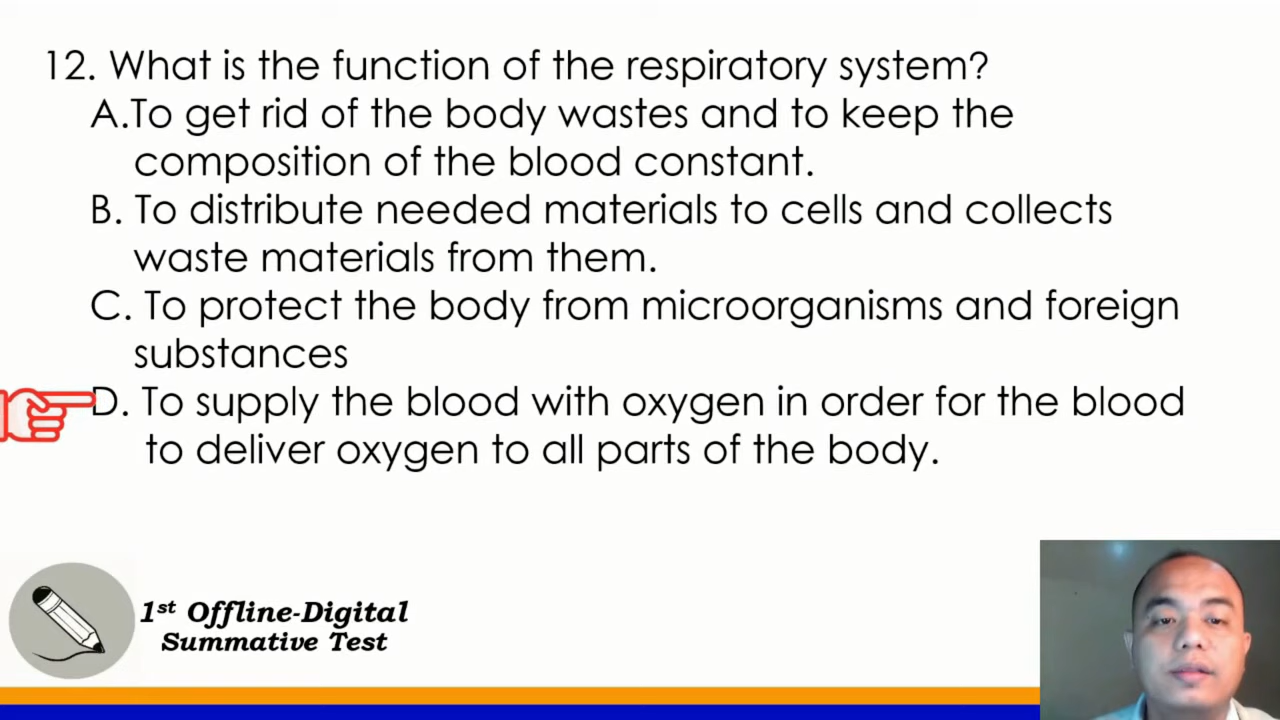 12. What is the function of the respiratory system?
A.To get rid of the body wastes and to keep the
composition of the blood constant.
B. To distribute needed materials to cells and collects
waste materials from them.
C. To protect the body from microorganisms and foreign
substances
D. To supply the blood with oxygen in order for the blood
to deliver oxygen to all parts of the body.
1st Offline-Digital
Summative Test